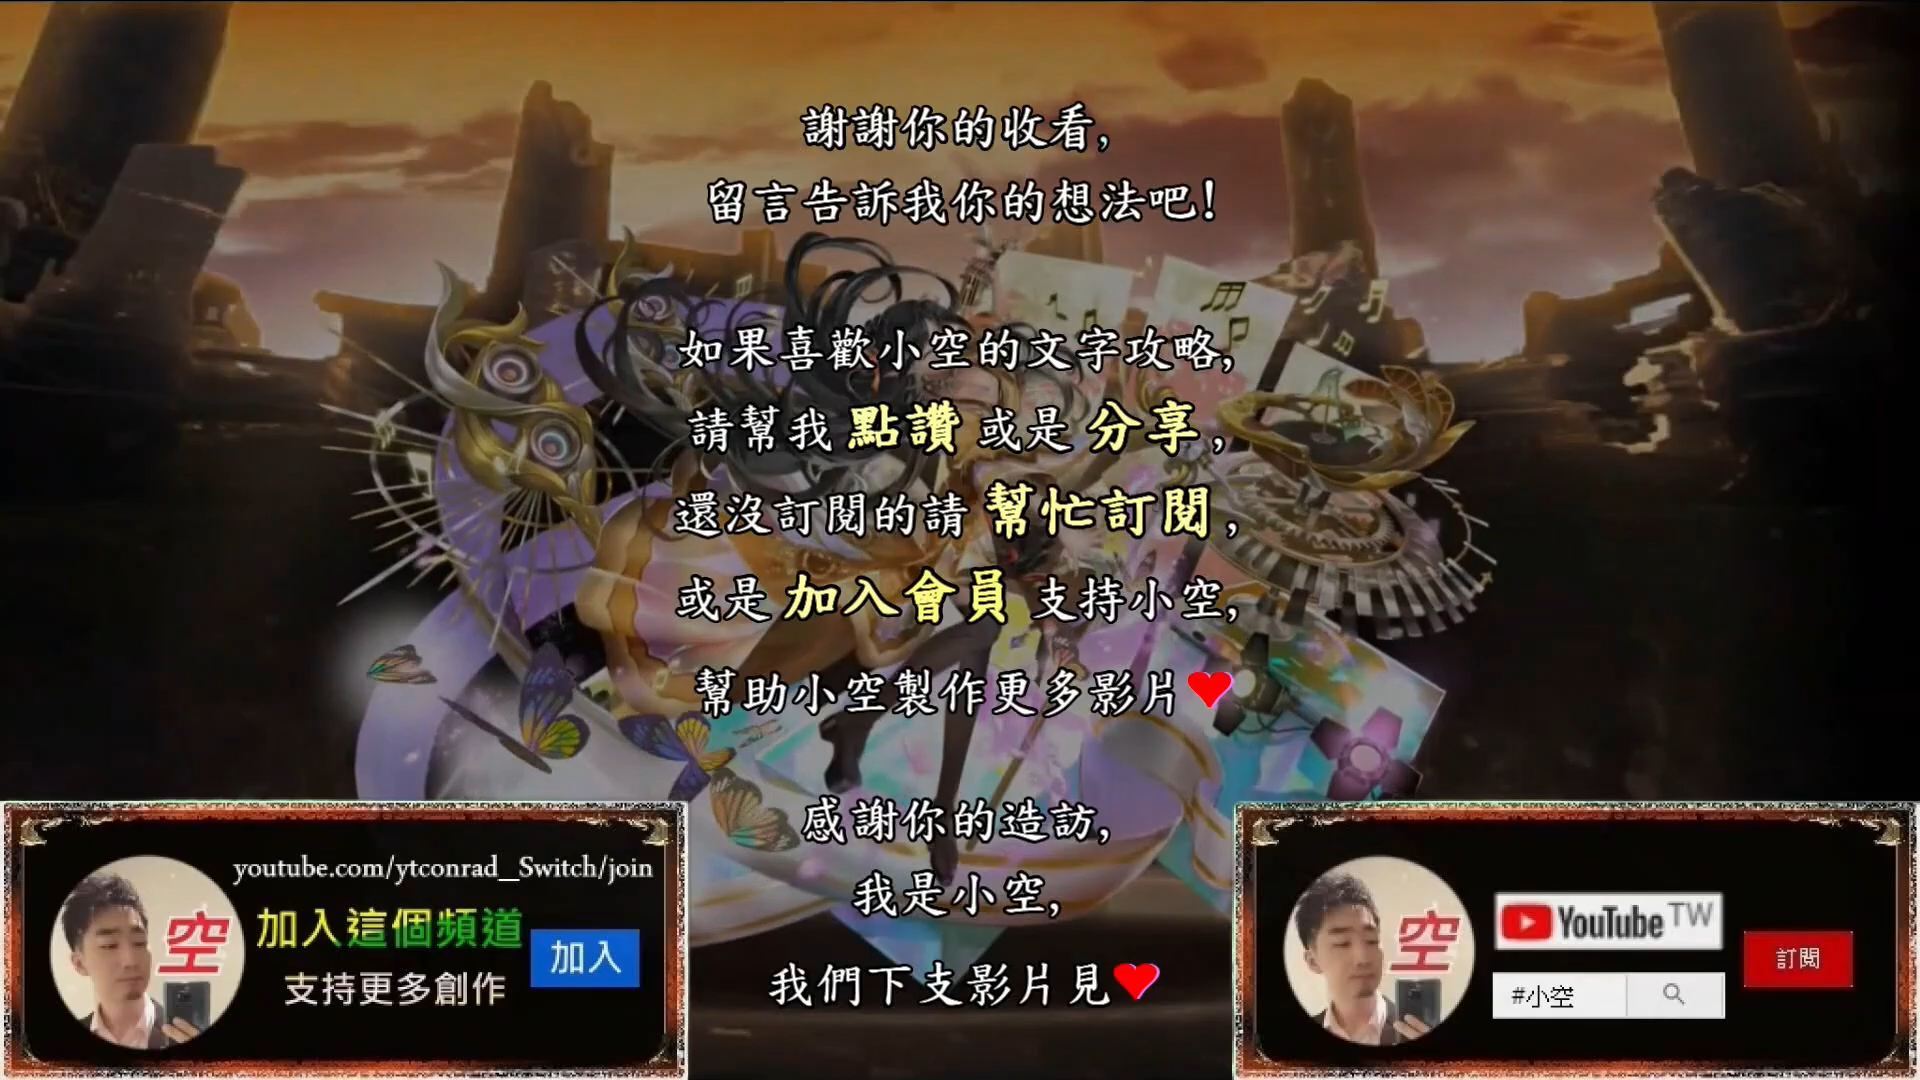 謝謝你的收看,
留言告訴我你的想法吧!
如果喜歡小空的文字攻略,
請幫我 點讚 或是 分享,
還沒訂閱的請 幫忙訂閱,
或是 加入會員 支持小空,
幫助小空製作更多影片
感謝你的造訪,
我是小空,
我們下支影片見
youtube.com/ytconrad_Switch/join
空
加入這個頻道
支持更多創作
加入
空
YouTube TW
#小空
訂閱